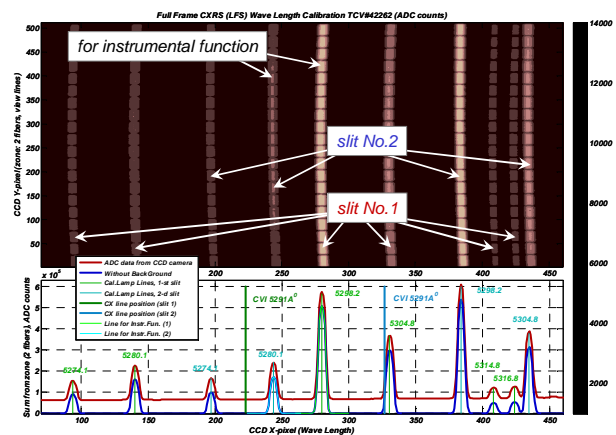 Full Frame CXRS (LFS) Wave Length Calibration TCV#42262 (ADC counts)
500
450
400
350
300
250
200
150
100
50
CCD Y-pixel (zone: 2 fibers, view lines)
for instrumental function
slit No.2
slit No.1
14000
12000
10000
8000
6000
4000
2000
ADC data from CCD camera
Without BackGround
Cal.Lamp Lines, 1-st slit
Cal.Lamp Lines, 2-d slit
CX line position (slit 1)
CX line position (slit 2)
Line for Instr.Fun. (1)
Line for Instr.Fun. (2)
x 10
6
5
4
3
2
1
0
Sum from zone (2 fibers), ADC counts
5274.1
5280.1
5274.1
CVI 5291A0
5280.1
5298.2
CVI 5291A0
5304.8
5298.2
5314.8
5316.8
5304.8
100 150 200 250 300 350 400 450
CCD X-pixel (Wave Length)